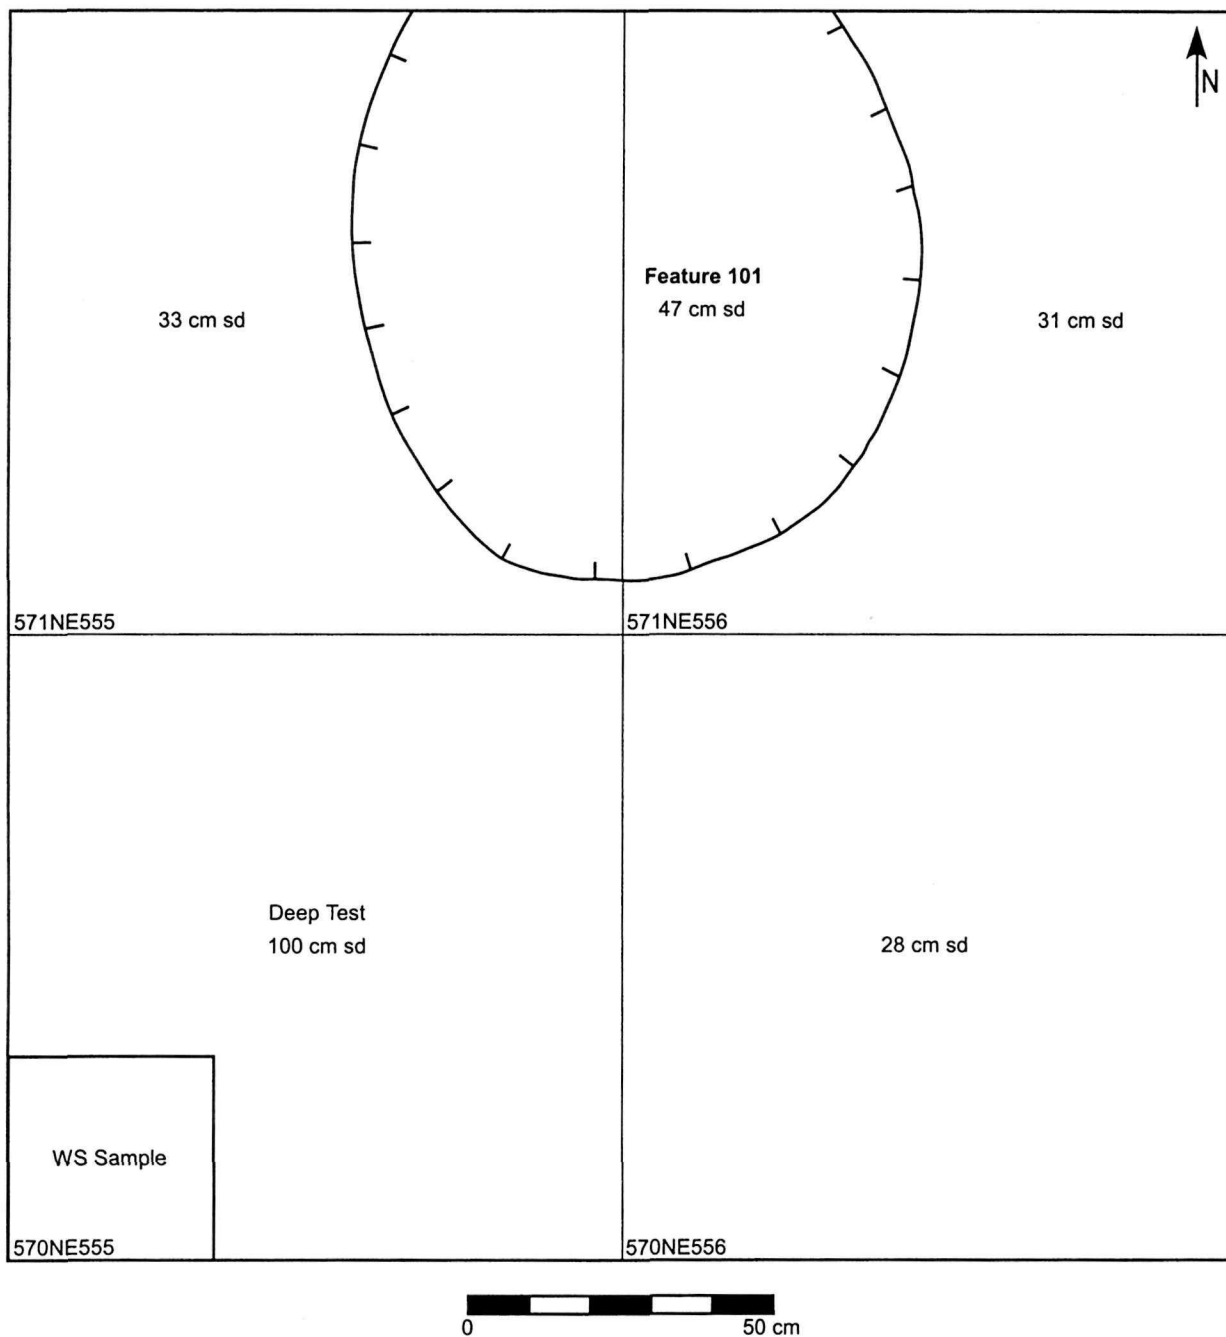 N
Feature 101
47 cm sd
33 cm sd
31 cm sd
571NE555
571NE556
Deep Test
100 cm sd
28 cm sd
WS Sample
570NE555
570NE556
0
50 cm